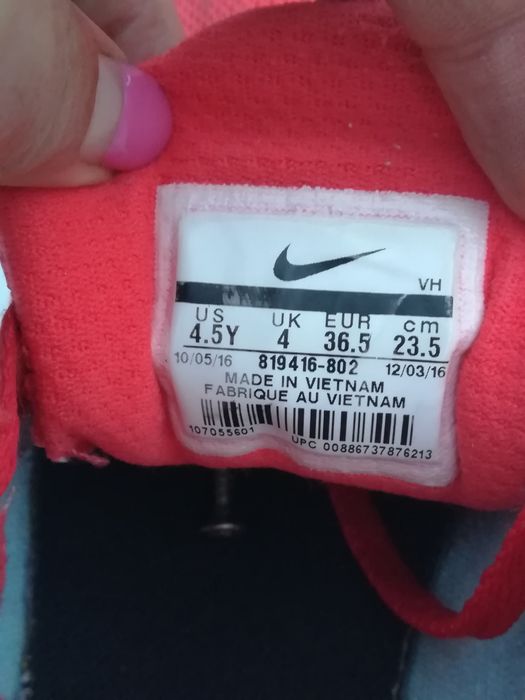 VH
US UK EUR cm
4.5Y 4 36.5 23.5
10/05/16 819416-802 12/03/16
MADE IN VIETNAM
FABRIQUE AU VIETNAM
107055601 UPC 00886737876213